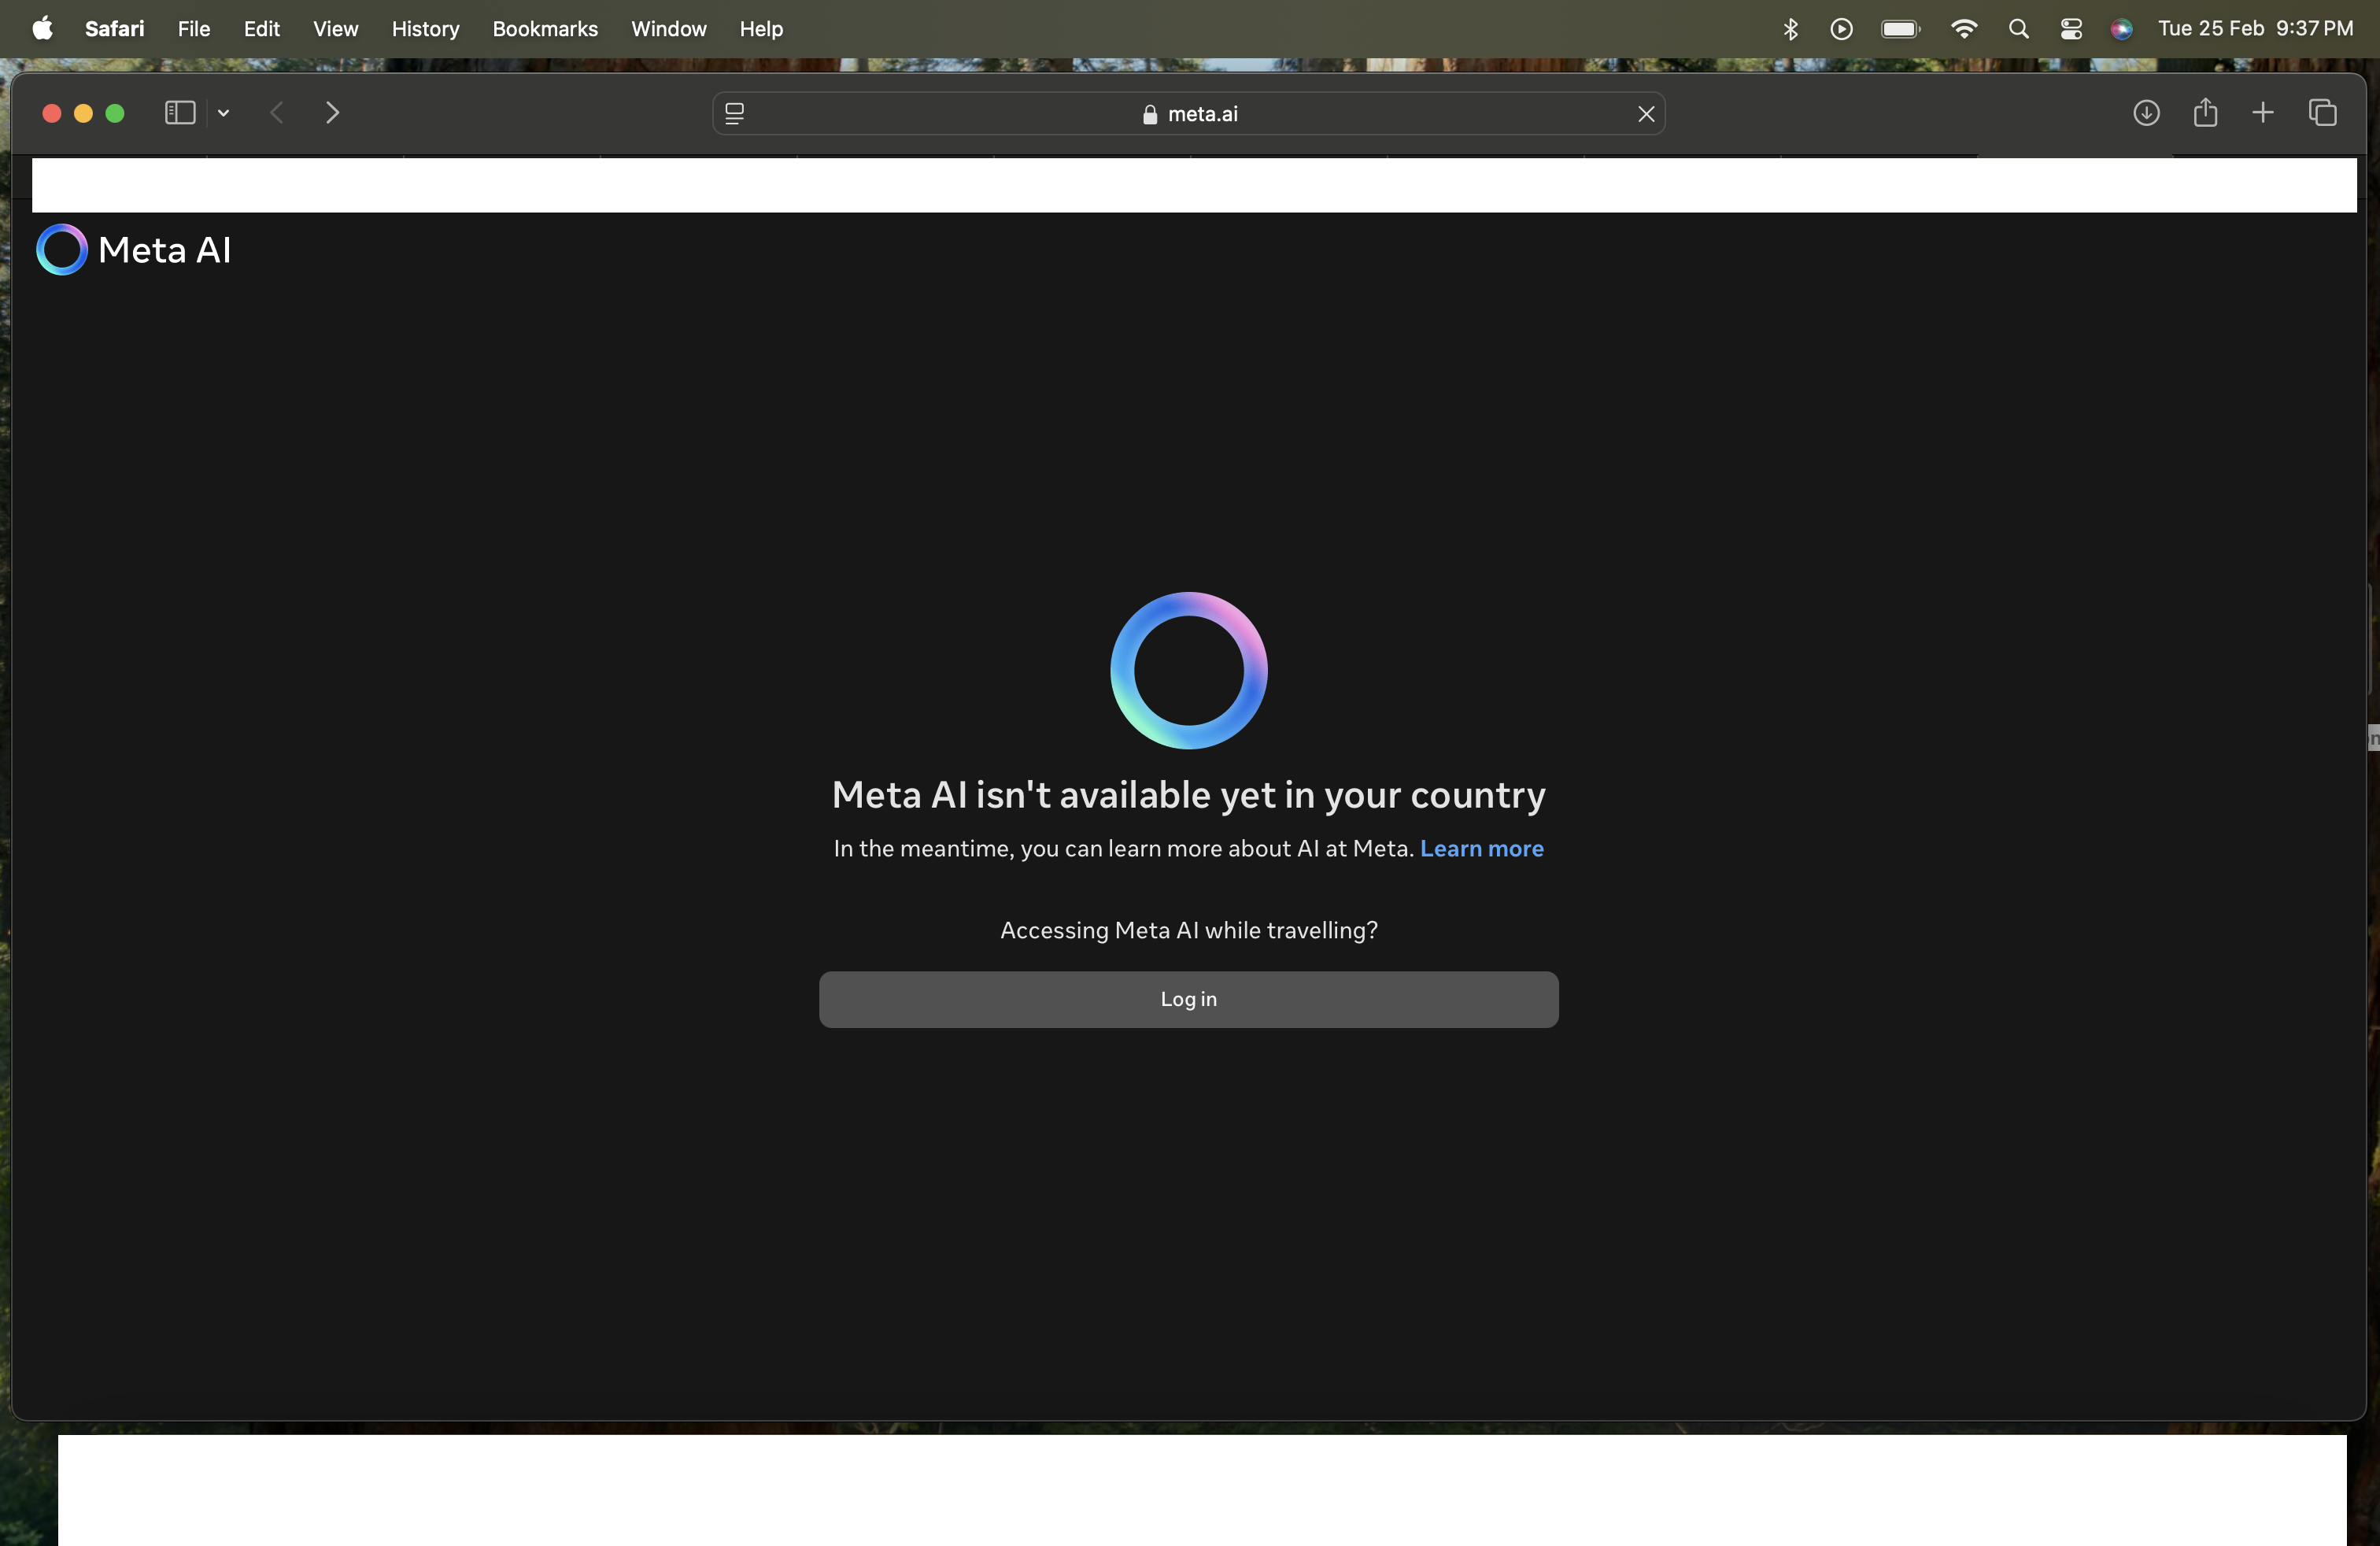 Safari File Edit View History Bookmarks Window Help Tue 25 Feb 9:37 PM
meta.ai
Meta AI
Meta AI isn't available yet in your country
In the meantime, you can learn more about AI at Meta. Learn more
Accessing Meta AI while travelling?
Log in